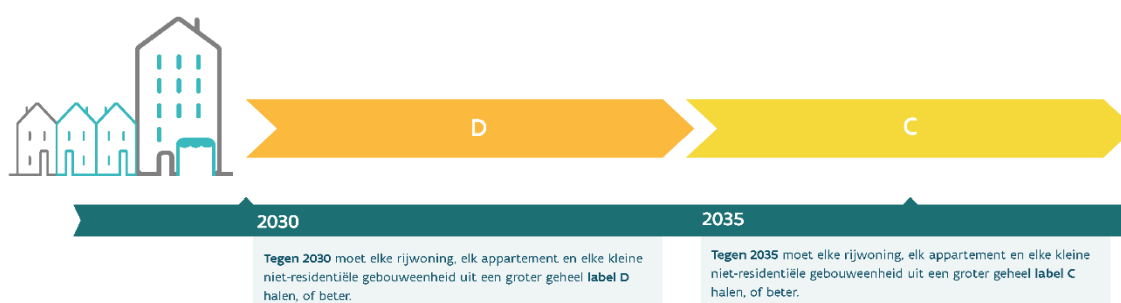 D
C
2030
2035
Tegen 2030 moet elke rijwoning, elk appartement en elke kleine
niet-residentiële gebouweenheid uit een groter geheel label D
halen, of beter.
Tegen 2035 moet elke rijwoning, elk appartement en elke kleine
niet-residentiële gebouweenheid uit een groter geheel label C
halen, of beter.